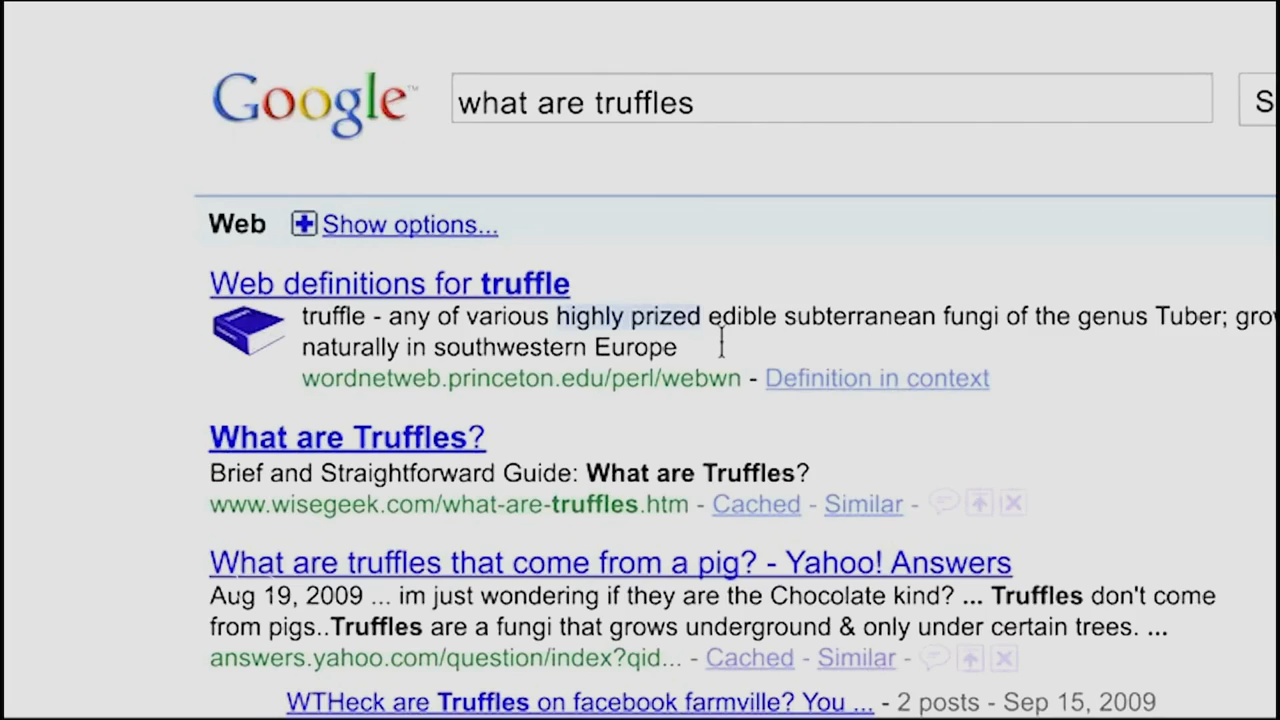 Google™ what are truffles S
Web Show options...
Web definitions for truffle
truffle - any of various highly prized edible subterranean fungi of the genus Tuber; grow
naturally in southwestern Europe
wordnetweb.princeton.edu/perl/webwn - Definition in context
What are Truffles?
Brief and Straightforward Guide: What are Truffles?
www.wisegeek.com/what-are-truffles.htm - Cached - Similar -
What are truffles that come from a pig? - Yahoo! Answers
Aug 19, 2009 ... im just wondering if they are the Chocolate kind? ... Truffles don't come
from pigs..Truffles are a fungi that grows underground & only under certain trees. ...
answers.yahoo.com/question/index?qid... - Cached - Similar -
WTHeck are Truffles on facebook farmville? You ... - 2 posts - Sep 15, 2009